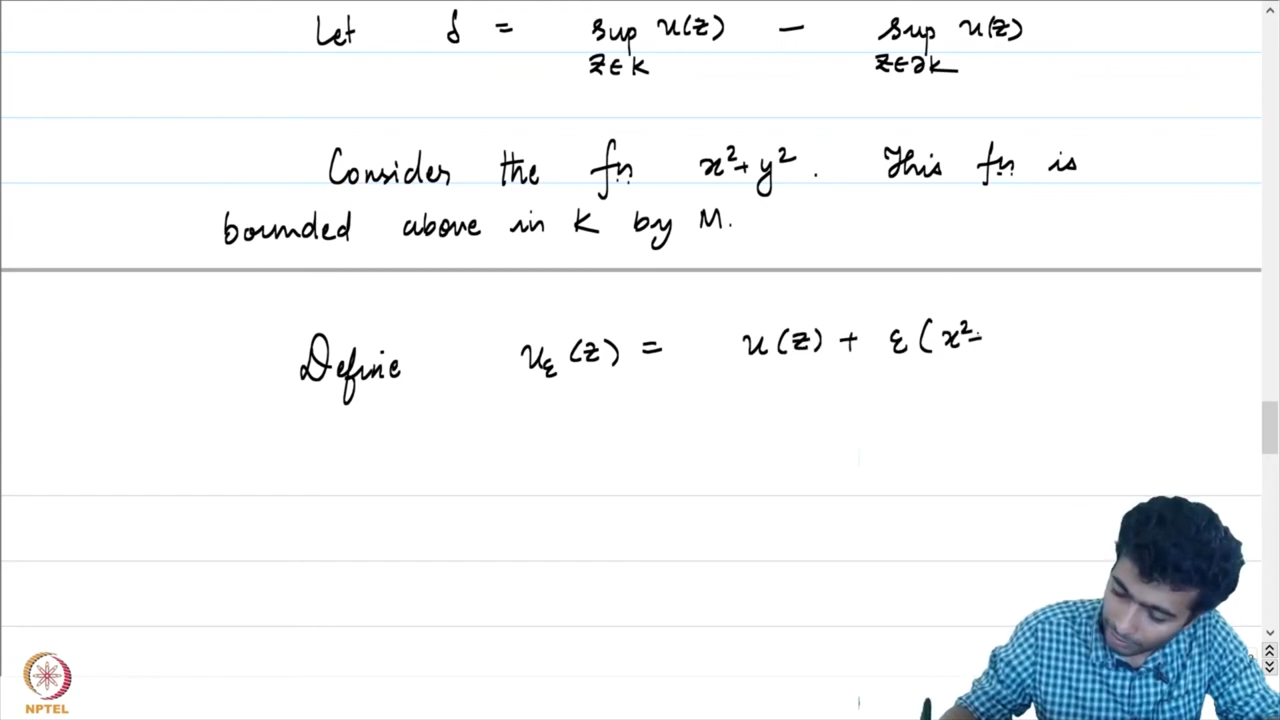 Let δ = sup u(z) - sup u(z)
z∈K z∈∂K
Consider the fn x²+y². This fn is
bounded above in K by M.
Define u_ε(z) = u(z) + ε(x²
NPTEL